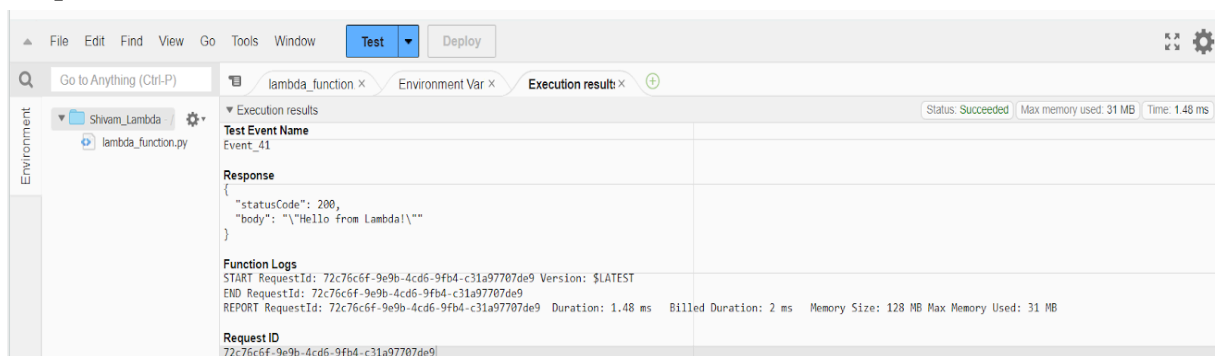 File Edit Find View Go Tools Window Test Deploy
Go to Anything (Ctrl-P)
lambda_function × Environment Var × Execution results ×
Environment
Shivam_Lambda - /
lambda_function.py
Execution results
Status: Succeeded Max memory used: 31 MB Time: 1.48 ms
Test Event Name
Event_41
Response
{
"statusCode": 200,
"body": "\"Hello from Lambda!\""
}
Function Logs
START RequestId: 72c76c6f-9e9b-4cd6-9fb4-c31a97707de9 Version: $LATEST
END RequestId: 72c76c6f-9e9b-4cd6-9fb4-c31a97707de9
REPORT RequestId: 72c76c6f-9e9b-4cd6-9fb4-c31a97707de9 Duration: 1.48 ms Billed Duration: 2 ms Memory Size: 128 MB Max Memory Used: 31 MB
Request ID
72c76c6f-9e9b-4cd6-9fb4-c31a97707de9